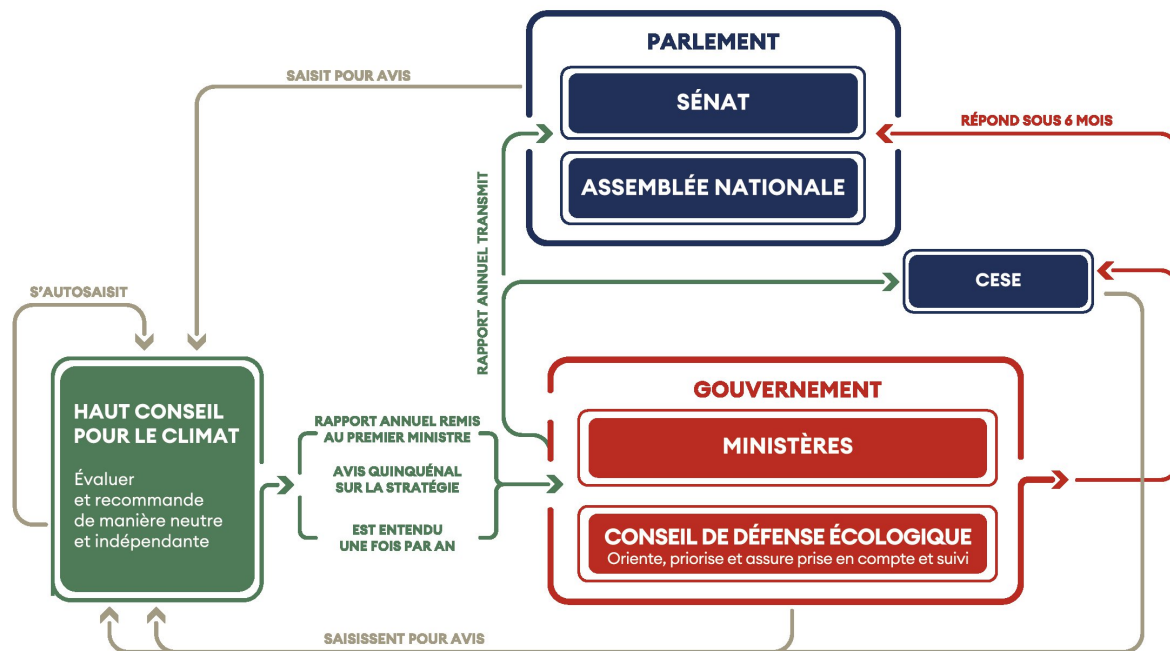 PARLEMENT
SÉNAT
ASSEMBLÉE NATIONALE
SAISIT POUR AVIS
RÉPOND SOUS 6 MOIS
RAPPORT ANNUEL TRANSMIT
CESE
S'AUTOSAISIT
HAUT CONSEIL
POUR LE CLIMAT
Évaluer
et recommande
de manière neutre
et indépendante
RAPPORT ANNUEL REMIS
AU PREMIER MINISTRE
AVIS QUINQUÉNAL
SUR LA STRATÉGIE
EST ENTENDU
UNE FOIS PAR AN
GOUVERNEMENT
MINISTÈRES
CONSEIL DE DÉFENSE ÉCOLOGIQUE
Oriente, priorise et assure prise en compte et suivi
SAISISSENT POUR AVIS